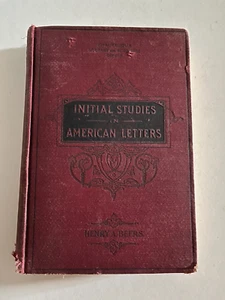 INITIAL STUDIES
IN
AMERICAN LETTERS
HENRY A BEERS